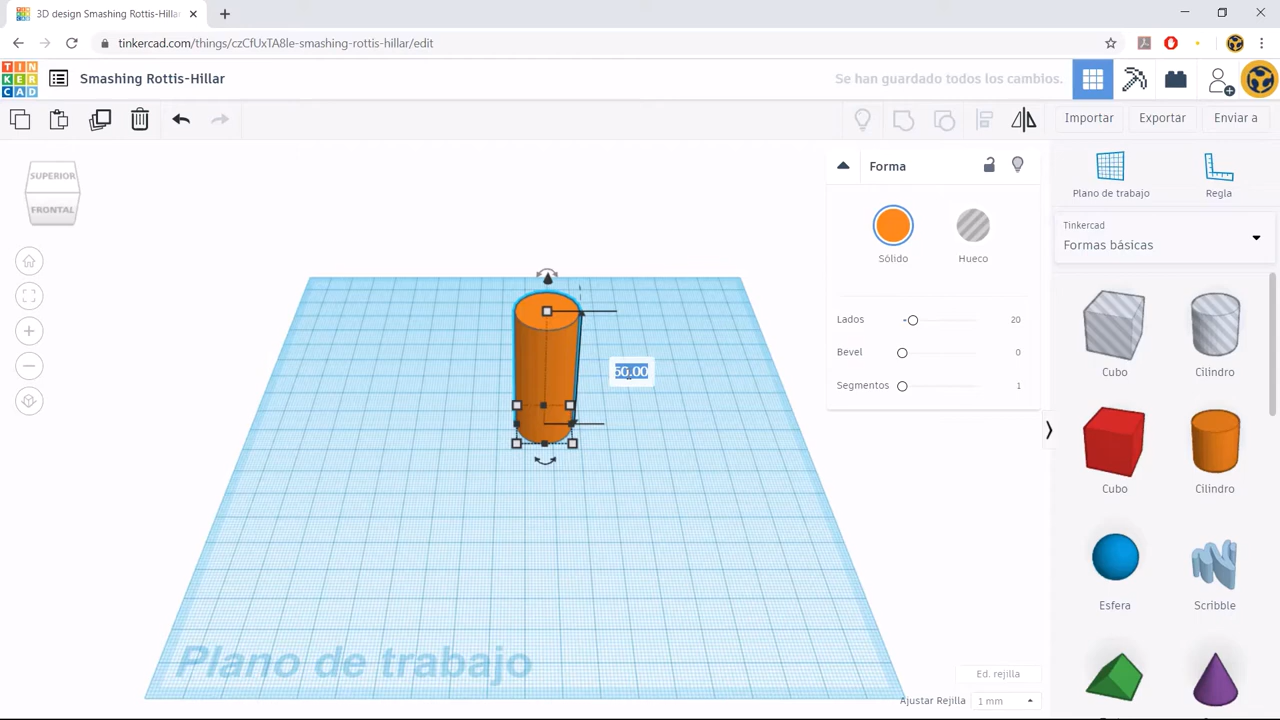 3D design Smashing Rottis-Hillar
tinkercad.com/things/czCfUxTA8le-smashing-rottis-hillar/edit
TIN
KER
CAD
Smashing Rottis-Hillar
Se han guardado todos los cambios.
Importar
Exportar
Enviar a
SUPERIOR
FRONTAL
Forma
Sólido
Hueco
Lados
20
Bevel
0
Segmentos
1
50.00
Plano de trabajo
Regla
Tinkercad
Formas básicas
Cubo
Cilindro
Cubo
Cilindro
Esfera
Scribble
Plano de trabajo
Ed. rejilla
Ajustar Rejilla
1 mm